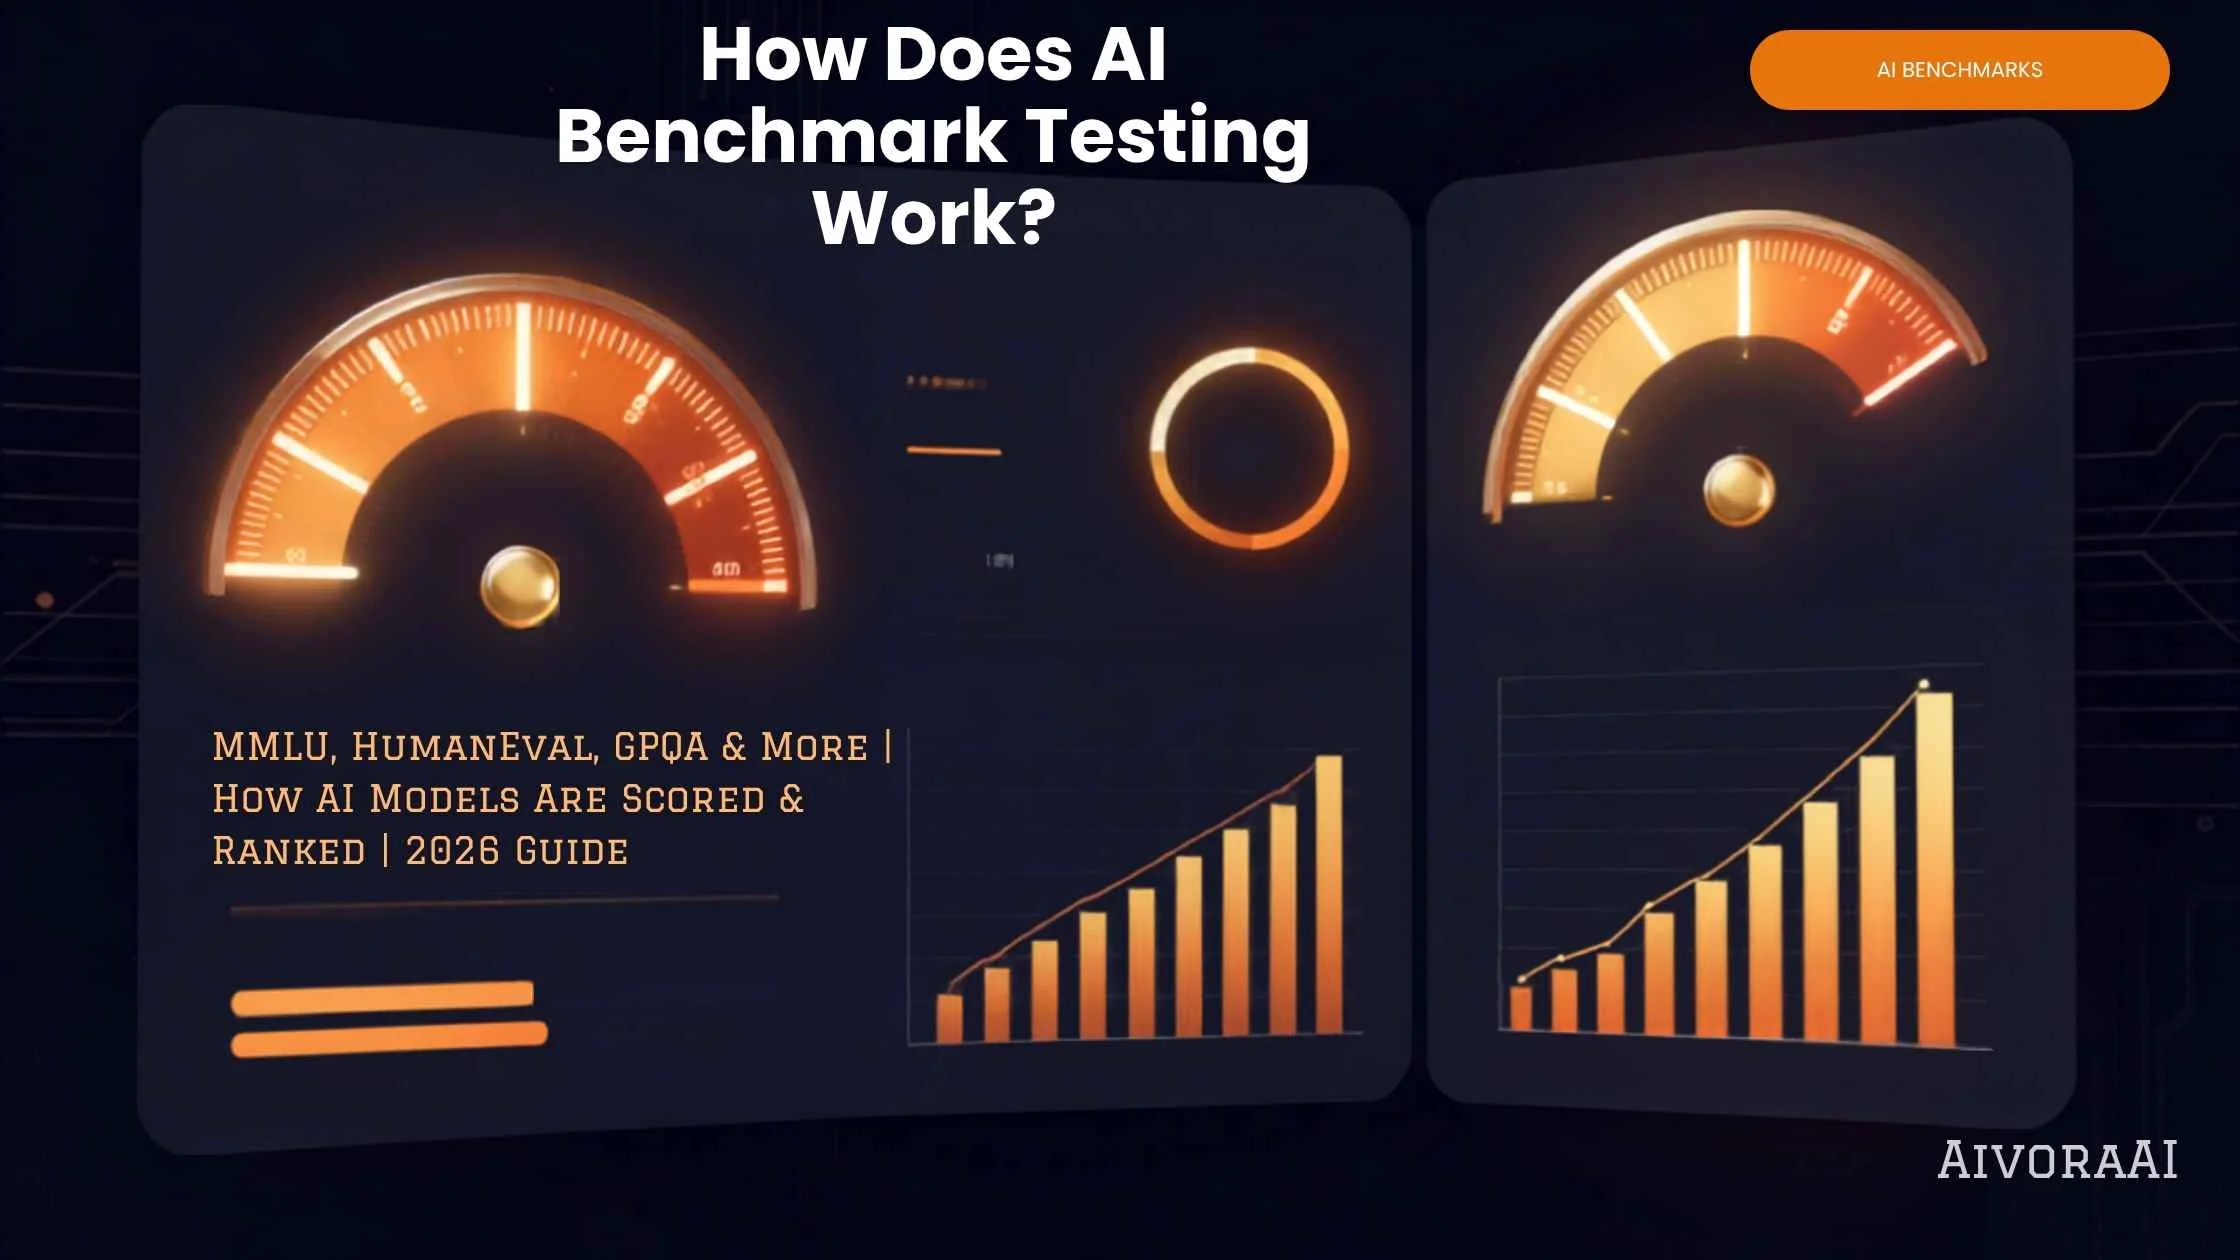 How Does AI
Benchmark Testing
Work?
AI BENCHMARKS
MMLU, HumanEval, GPQA & More |
How AI Models Are Scored &
Ranked | 2026 Guide
AivoraAI